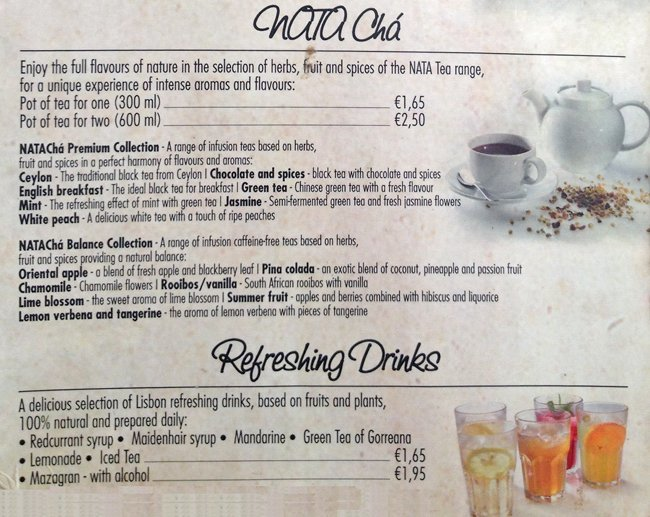 NATA Chá
Enjoy the full flavours of nature in the selection of herbs, fruit and spices of the NATA Tea range,
for a unique experience of intense aromas and flavours:
Pot of tea for one (300 ml) €1,65
Pot of tea for two (600 ml) €2,50
NATAChá Premium Collection - A range of infusion teas based on herbs,
fruit and spices in a perfect harmony of flavours and aromas:
Ceylon - The traditional black tea from Ceylon | Chocolate and spices - black tea with chocolate and spices
English breakfast - The ideal black tea for breakfast | Green tea - Chinese green tea with a fresh flavour
Mint - The refreshing effect of mint with green tea | Jasmine - Semi-fermented green tea and fresh jasmine flowers
White peach - A delicious white tea with a touch of ripe peaches
NATAChá Balance Collection - A range of infusion caffeine-free teas based on herbs,
fruit and spices providing a natural balance:
Oriental apple - a blend of fresh apple and blackberry leaf | Pina colada - an exotic blend of coconut, pineapple and passion fruit
Chamomile - Chamomile flowers | Rooibos/vanilla - South African rooibos with vanilla
Lime blossom - the sweet aroma of lime blossom | Summer fruit - apples and berries combined with hibiscus and liquorice
Lemon verbena and tangerine - the aroma of lemon verbena with pieces of tangerine
Refreshing Drinks
A delicious selection of Lisbon refreshing drinks, based on fruits and plants,
100% natural and prepared daily:
• Redcurrant syrup • Maidenhair syrup • Mandarine • Green Tea of Gorreana
• Lemonade • Iced Tea €1,65
• Mazagran - with alcohol €1,95